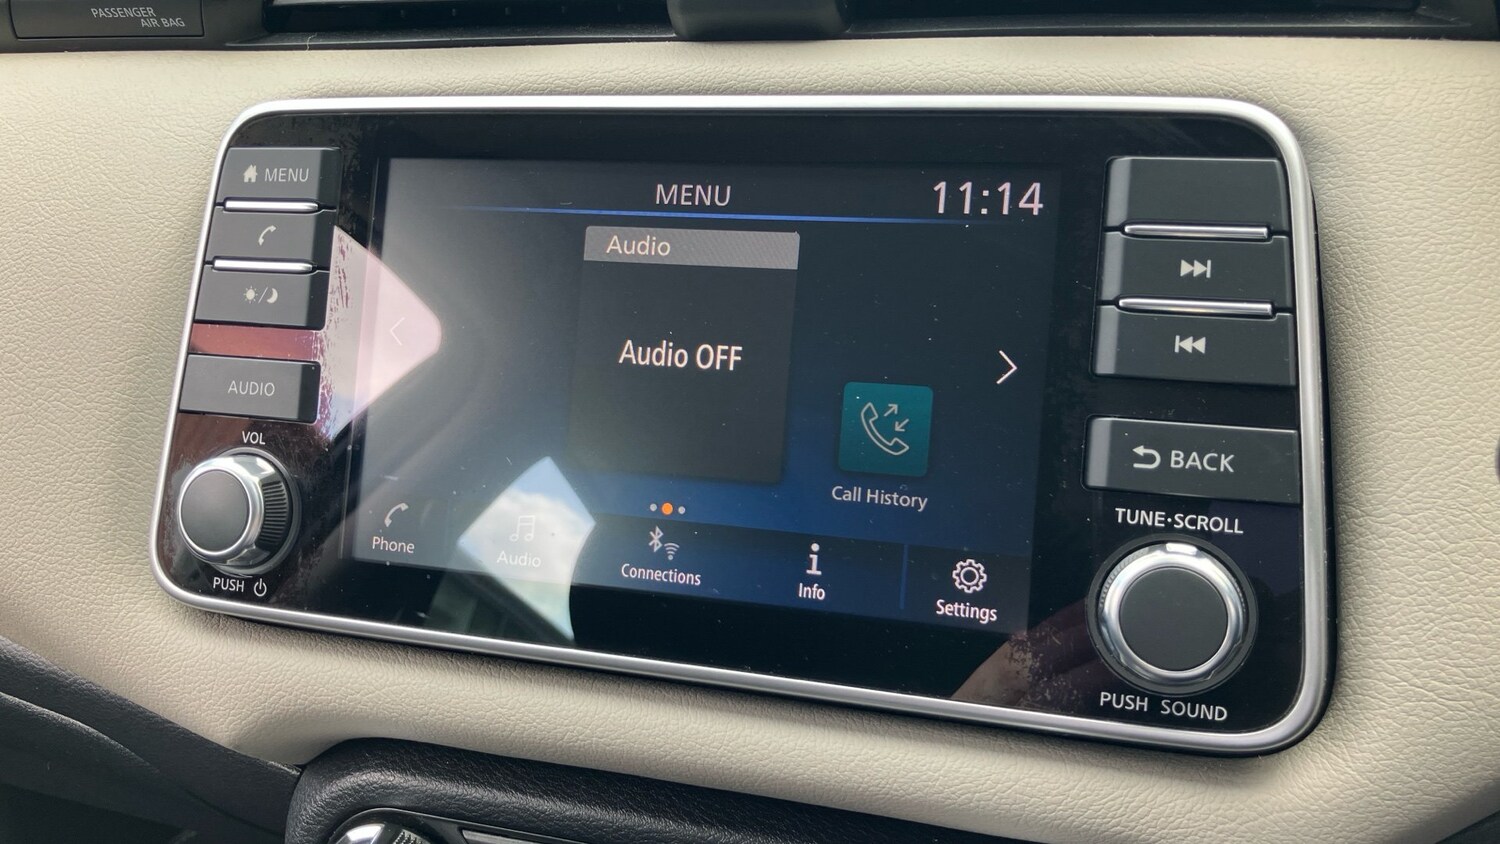 PASSENGER
AIR BAG
MENU
AUDIO
VOL
PUSH
MENU
11:14
Audio
Audio OFF
Call History
Phone
Audio
Connections
Info
Settings
BACK
TUNE·SCROLL
PUSH SOUND